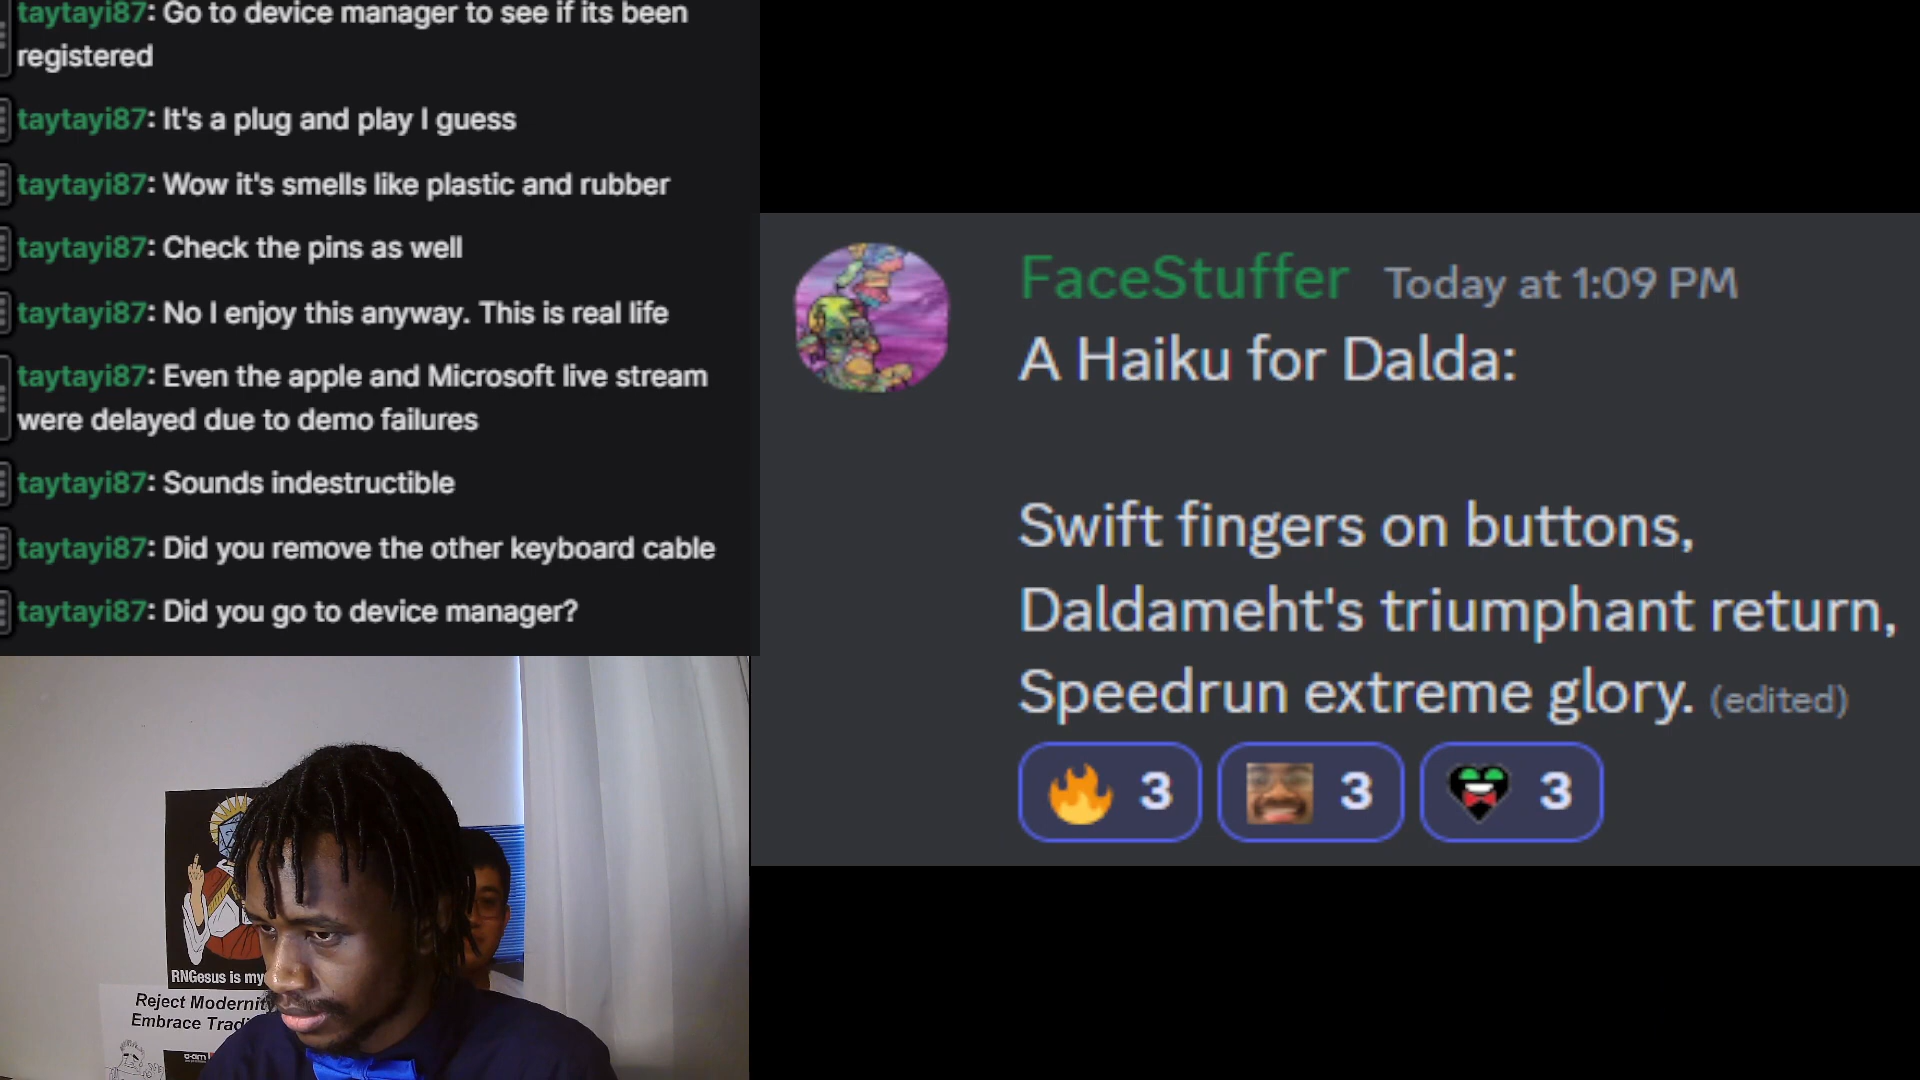 taytayi87: Go to device manager to see if its been
registered
taytayi87: It's a plug and play I guess
taytayi87: Wow it's smells like plastic and rubber
taytayi87: Check the pins as well
taytayi87: No I enjoy this anyway. This is real life
taytayi87: Even the apple and Microsoft live stream
were delayed due to demo failures
taytayi87: Sounds indestructible
taytayi87: Did you remove the other keyboard cable
taytayi87: Did you go to device manager?
FaceStuffer Today at 1:09 PM
A Haiku for Dalda:
Swift fingers on buttons,
Daldameht's triumphant return,
Speedrun extreme glory. (edited)
3 3 3
RNGesus is my
Reject
Embrace